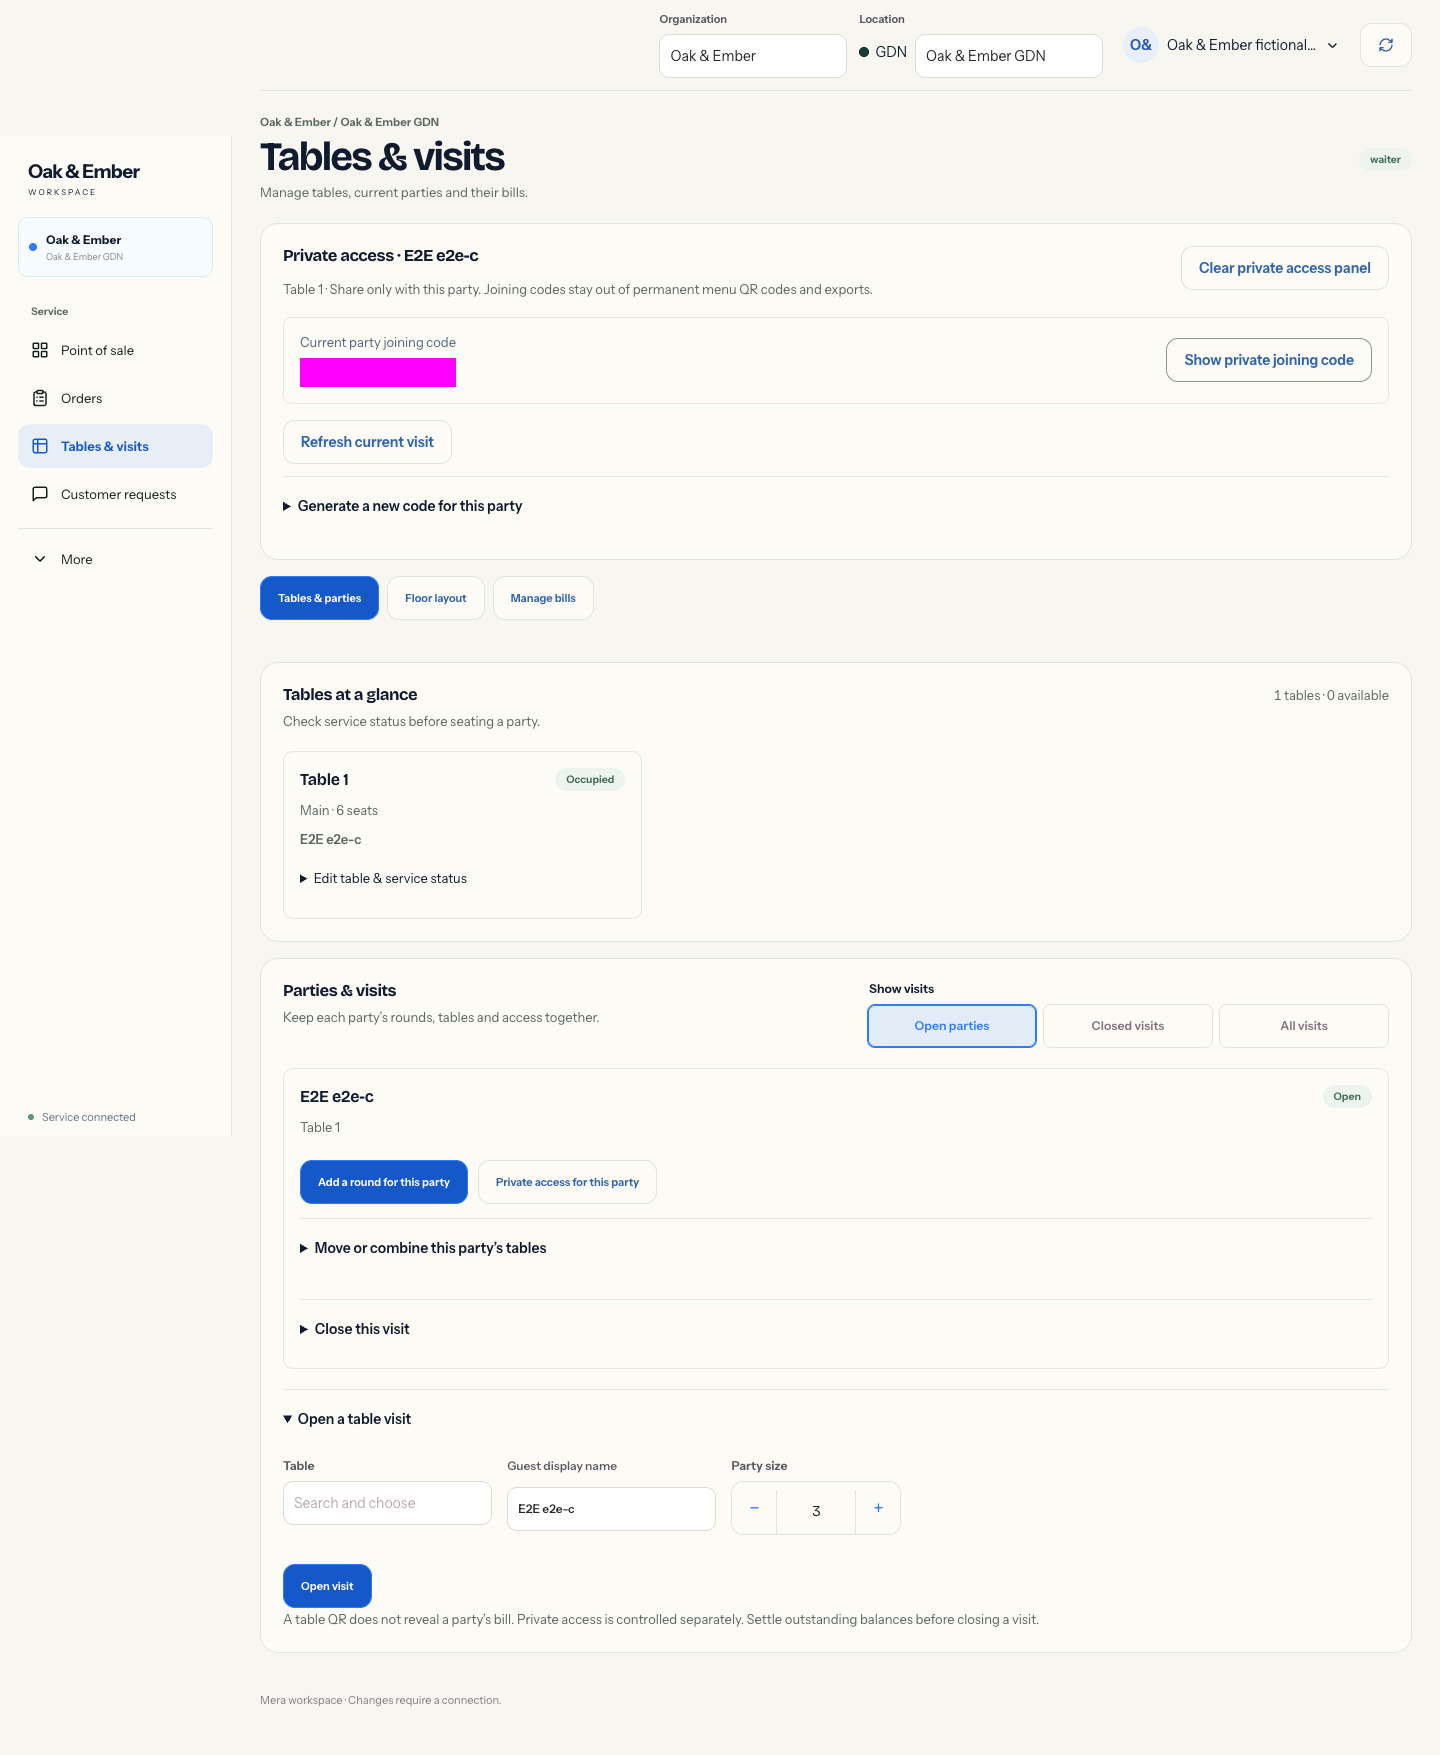 Organization
Location
Oak & Ember
GDN
Oak & Ember GDN
O&
Oak & Ember fictional...
Oak & Ember / Oak & Ember GDN
Tables & visits
waiter
Manage tables, current parties and their bills.
Oak & Ember
WORKSPACE
Oak & Ember
Oak & Ember GDN
Service
Point of sale
Orders
Tables & visits
Customer requests
More
Service connected
Private access · E2E e2e-c
Clear private access panel
Table 1 · Share only with this party. Joining codes stay out of permanent menu QR codes and exports.
Current party joining code
Show private joining code
Refresh current visit
Generate a new code for this party
Tables & parties
Floor layout
Manage bills
Tables at a glance
1 tables · 0 available
Check service status before seating a party.
Table 1
Occupied
Main · 6 seats
E2E e2e-c
Edit table & service status
Parties & visits
Keep each party’s rounds, tables and access together.
Show visits
Open parties
Closed visits
All visits
E2E e2e-c
Open
Table 1
Add a round for this party
Private access for this party
Move or combine this party’s tables
Close this visit
Open a table visit
Table
Guest display name
Party size
Search and choose
E2E e2e-c
− 3 +
Open visit
A table QR does not reveal a party’s bill. Private access is controlled separately. Settle outstanding balances before closing a visit.
Mera workspace · Changes require a connection.